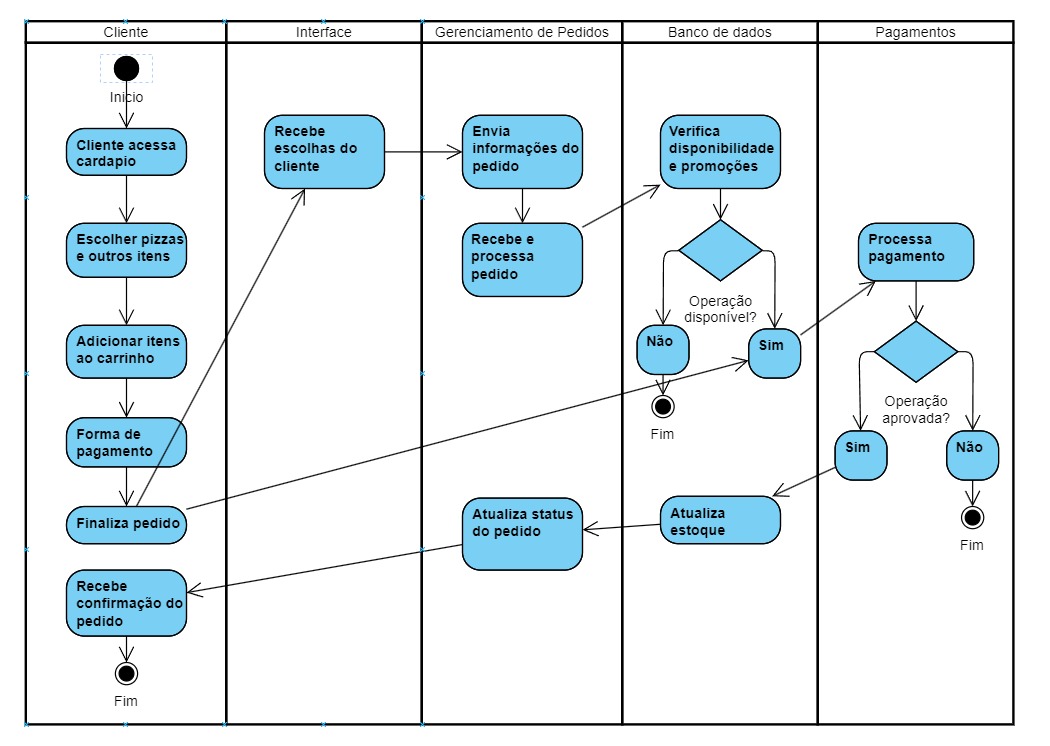 Cliente
Interface
Gerenciamento de Pedidos
Banco de dados
Pagamentos
Inicio
Cliente acessa
cardapio
Escolher pizzas
e outros itens
Adicionar itens
ao carrinho
Forma de
pagamento
Finaliza pedido
Recebe
confirmação do
pedido
Fim
Recebe
escolhas do
cliente
Envia
informações do
pedido
Recebe e
processa
pedido
Atualiza status
do pedido
Verifica
disponibilidade
e promoções
Operação
disponível?
Não
Sim
Fim
Atualiza
estoque
Processa
pagamento
Operação
aprovada?
Sim
Não
Fim